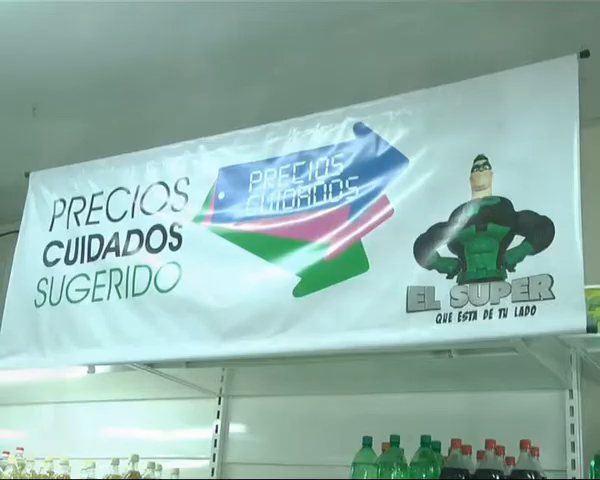 PRECIOS
CUIDADOS
SUGERIDO
PRECIOS
CUIDADOS
EL SUPER
QUE ESTA DE TU LADO